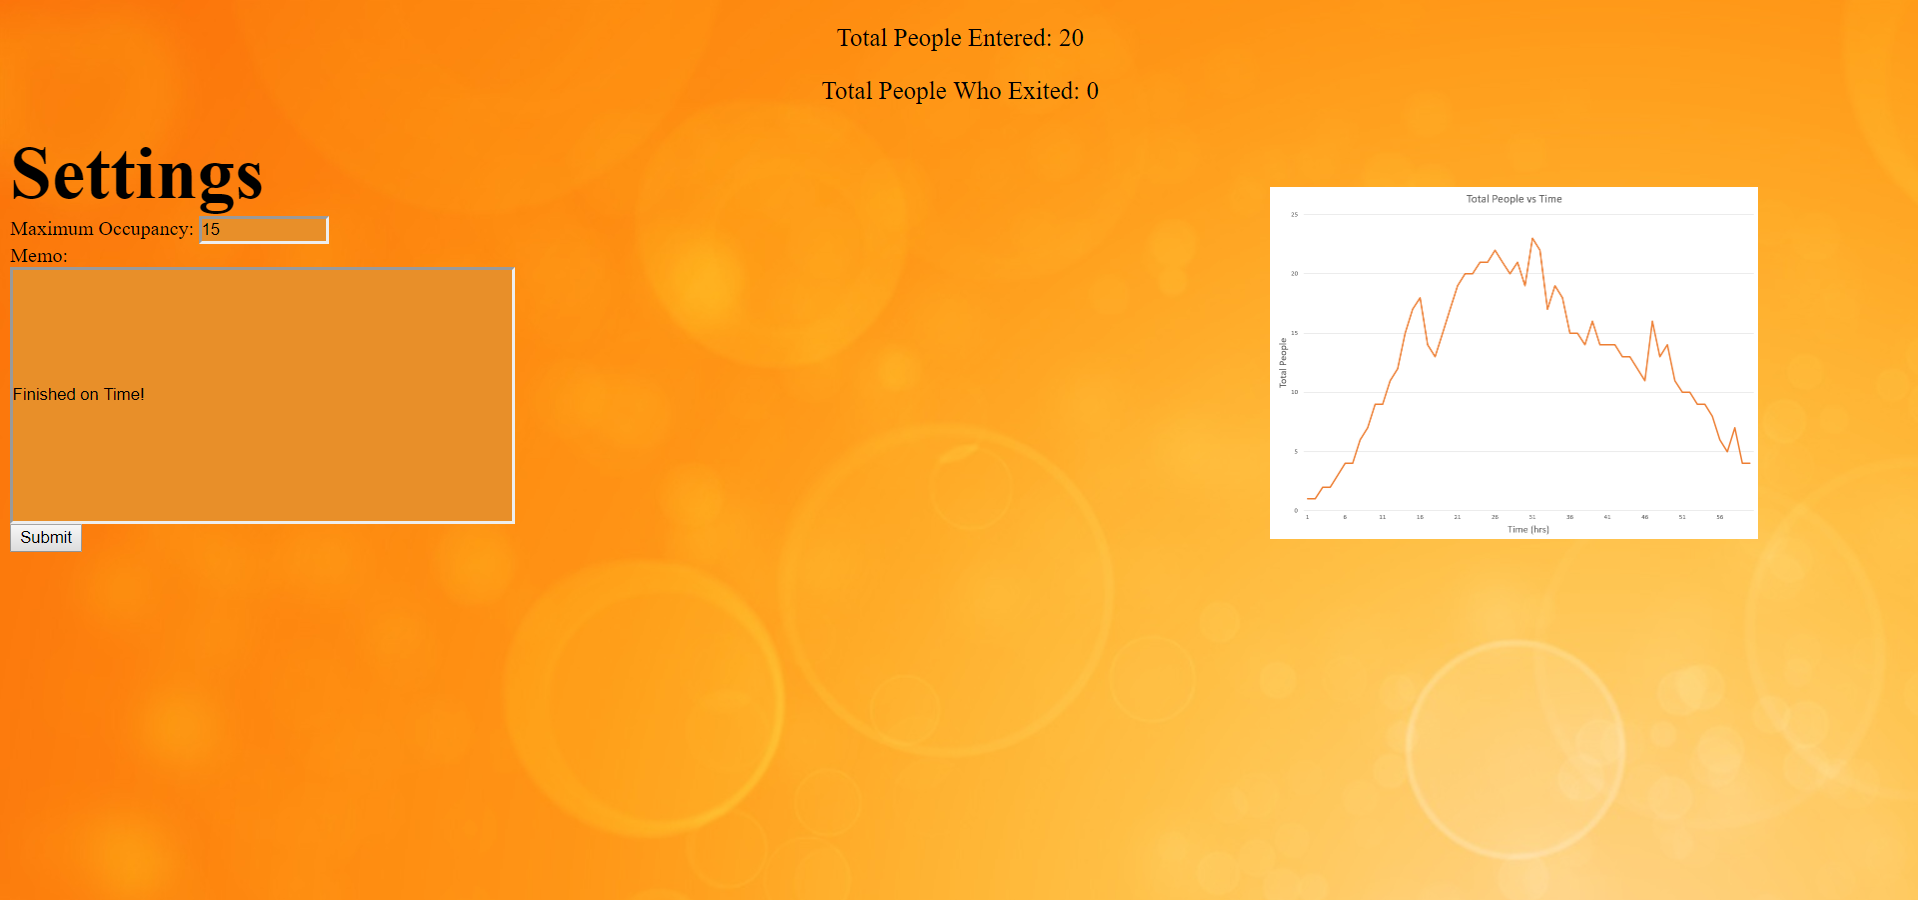 Total People Entered: 20
Total People Who Exited: 0
Settings
Maximum Occupancy: 15
Memo:
Finished on Time!
Submit
Total People vs Time
25
20
15
10
5
0
Total People
1 6 11 16 21 26 31 36 41 46 51 56
Time (hrs)